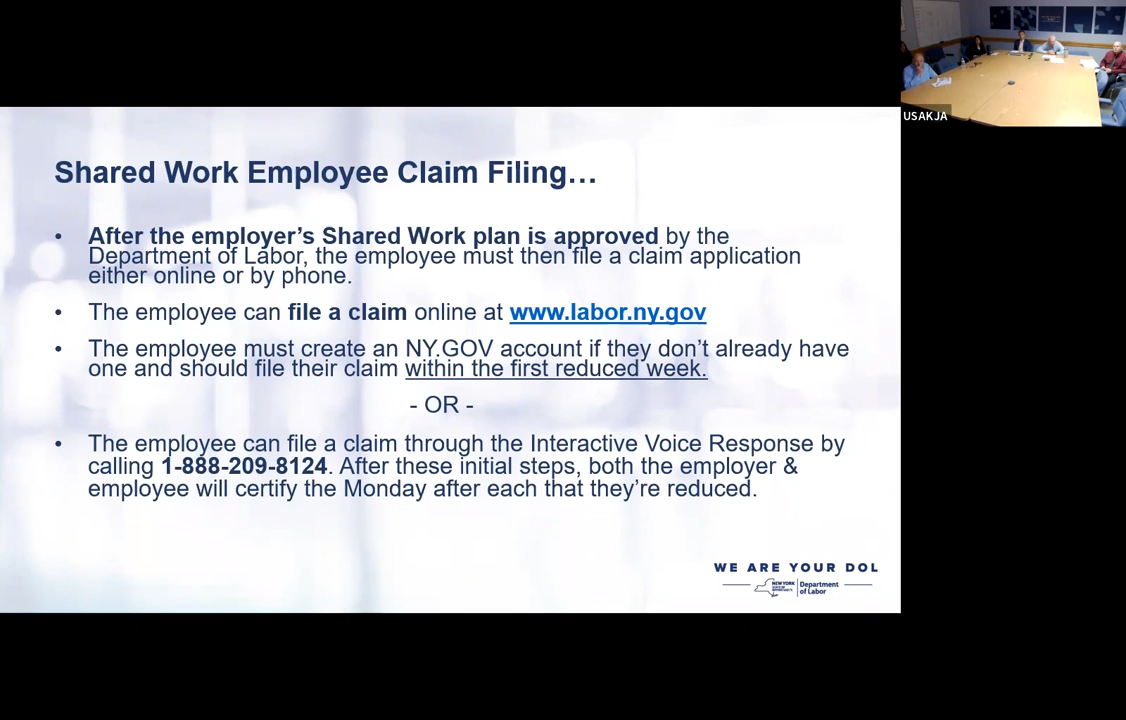 USAKJA
Shared Work Employee Claim Filing…
• After the employer’s Shared Work plan is approved by the
Department of Labor, the employee must then file a claim application
either online or by phone.
• The employee can file a claim online at www.labor.ny.gov
• The employee must create an NY.GOV account if they don’t already have
one and should file their claim within the first reduced week.
- OR -
• The employee can file a claim through the Interactive Voice Response by
calling 1-888-209-8124. After these initial steps, both the employer &
employee will certify the Monday after each that they’re reduced.
WE ARE YOUR DOL
NEW YORK
Department
of Labor